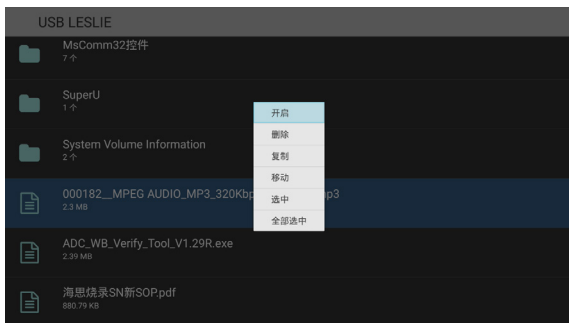 USB LESLIE
MsComm32控件
7 个
SuperU
1 个
System Volume Information
2 个
000182__MPEG AUDIO_MP3_320Kbp
p3
2.3 MB
ADC_WB_Verify_Tool_V1.29R.exe
2.39 MB
海思烧录SN新SOP.pdf
880.79 KB
开启
删除
复制
移动
选中
全部选中